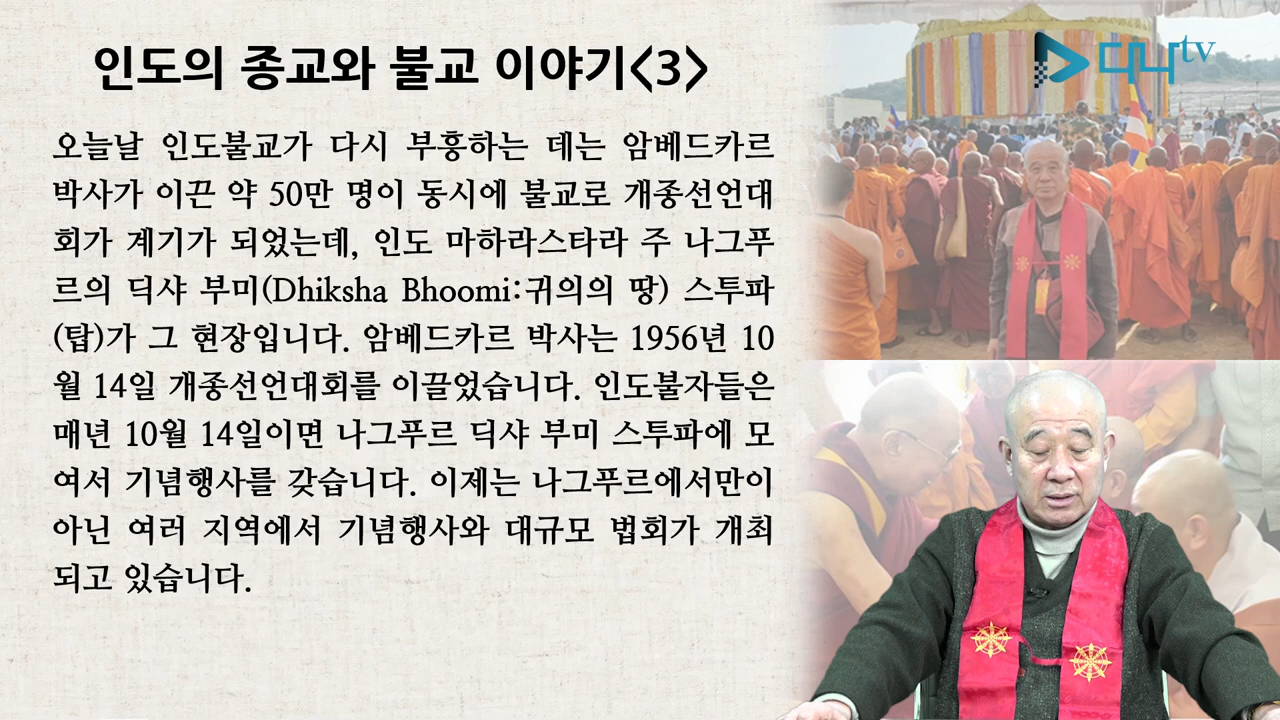 인도의 종교와 불교 이야기<3>
오늘날 인도불교가 다시 부흥하는 데는 암베드카르
박사가 이끈 약 50만 명이 동시에 불교로 개종선언대
회가 계기가 되었는데, 인도 마하라스타라 주 나그푸
르의 딕샤 부미(Dhiksha Bhoomi:귀의의 땅) 스투파
(탑)가 그 현장입니다. 암베드카르 박사는 1956년 10
월 14일 개종선언대회를 이끌었습니다. 인도불자들은
매년 10월 14일이면 나그푸르 딕샤 부미 스투파에 모
여서 기념행사를 갖습니다. 이제는 나그푸르에서만이
아닌 여러 지역에서 기념행사와 대규모 법회가 개최
되고 있습니다.
tv